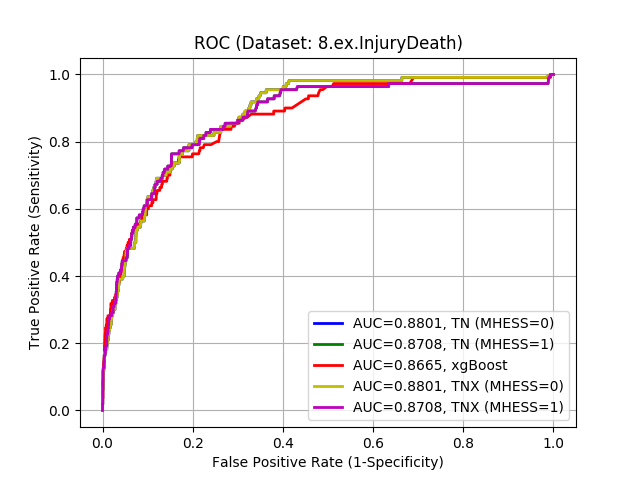 ROC (Dataset: 8.ex.InjuryDeath)
True Positive Rate (Sensitivity)
1.0
0.8
0.6
0.4
0.2
0.0
AUC=0.8801, TN (MHESS=0)
AUC=0.8708, TN (MHESS=1)
AUC=0.8665, xgBoost
AUC=0.8801, TNX (MHESS=0)
AUC=0.8708, TNX (MHESS=1)
0.0 0.2 0.4 0.6 0.8 1.0
False Positive Rate (1-Specificity)